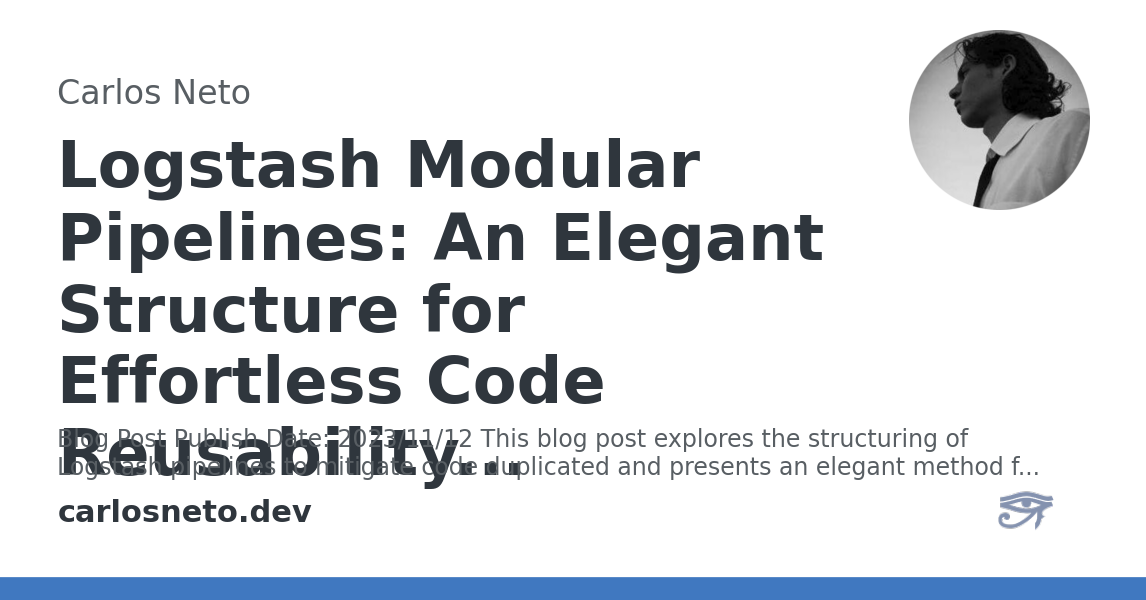 Carlos Neto
Logstash Modular
Pipelines: An Elegant
Structure for
Effortless Code
Reusability...
Blog Post Publish Date: 2023/11/12 This blog post explores the structuring of
Logstash pipelines to mitigate code duplicated and presents an elegant method f...
carlosneto.dev